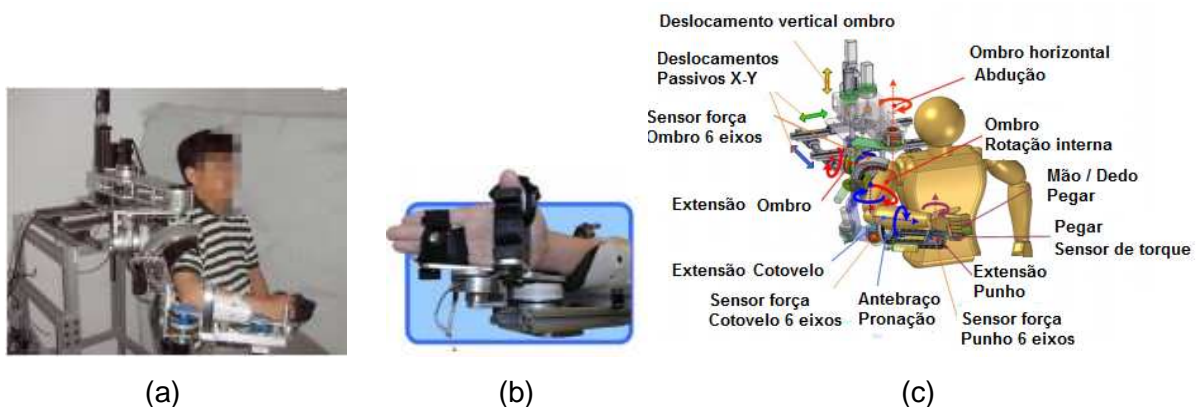 Deslocamento vertical ombro
Deslocamentos
Passivos X-Y
Sensor força
Ombro 6 eixos
Ombro horizontal
Abdução
Ombro
Rotação interna
Mão / Dedo
Pegar
Extensão Ombro
Pegar
Sensor de torque
Extensão Cotovelo
Extensão
Punho
Sensor força
Cotovelo 6 eixos
Antebraço
Pronação
Sensor força
Punho 6 eixos
(a)
(b)
(c)